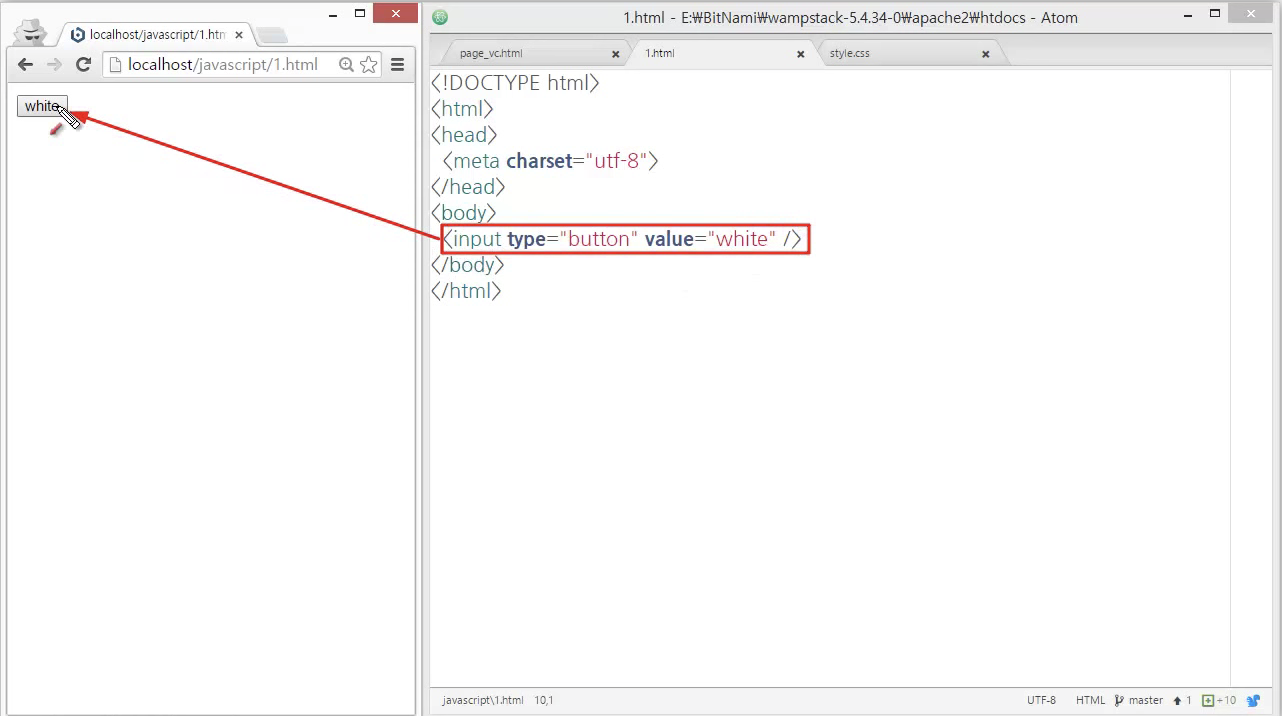 localhost/javascript/1.htm
localhost/javascript/1.html
white
1.html - E:₩BitNami₩wampstack-5.4.34-0₩apache2₩htdocs - Atom
page_vc.html
1.html
style.css
<!DOCTYPE html>
<html>
<head>
<meta charset="utf-8">
</head>
<body>
<input type="button" value="white" />
</body>
</html>
javascript\1.html 10,1
UTF-8 HTML master 1 +10